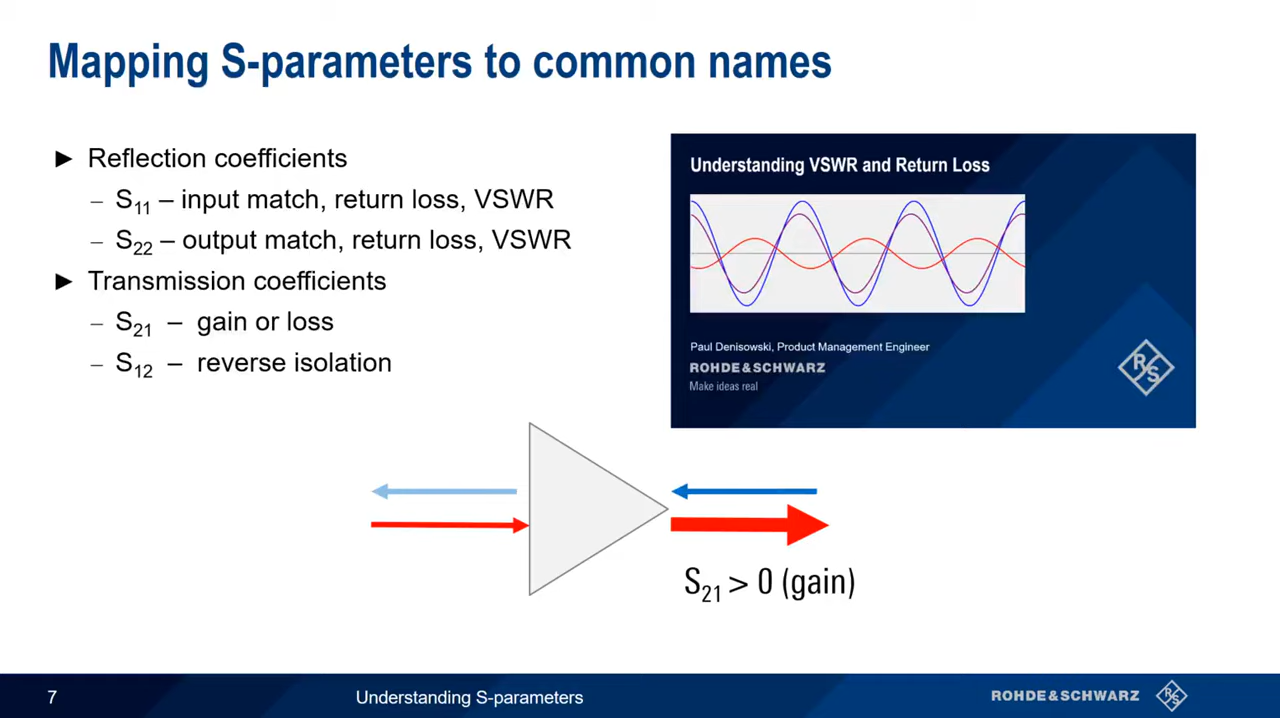 Mapping S-parameters to common names
► Reflection coefficients
– S11 – input match, return loss, VSWR
– S22 – output match, return loss, VSWR
► Transmission coefficients
– S21 – gain or loss
– S12 – reverse isolation
Understanding VSWR and Return Loss
Paul Denisowski, Product Management Engineer
ROHDE&SCHWARZ
Make ideas real
R/S
S21 > 0 (gain)
7
Understanding S-parameters
ROHDE&SCHWARZ
R/S